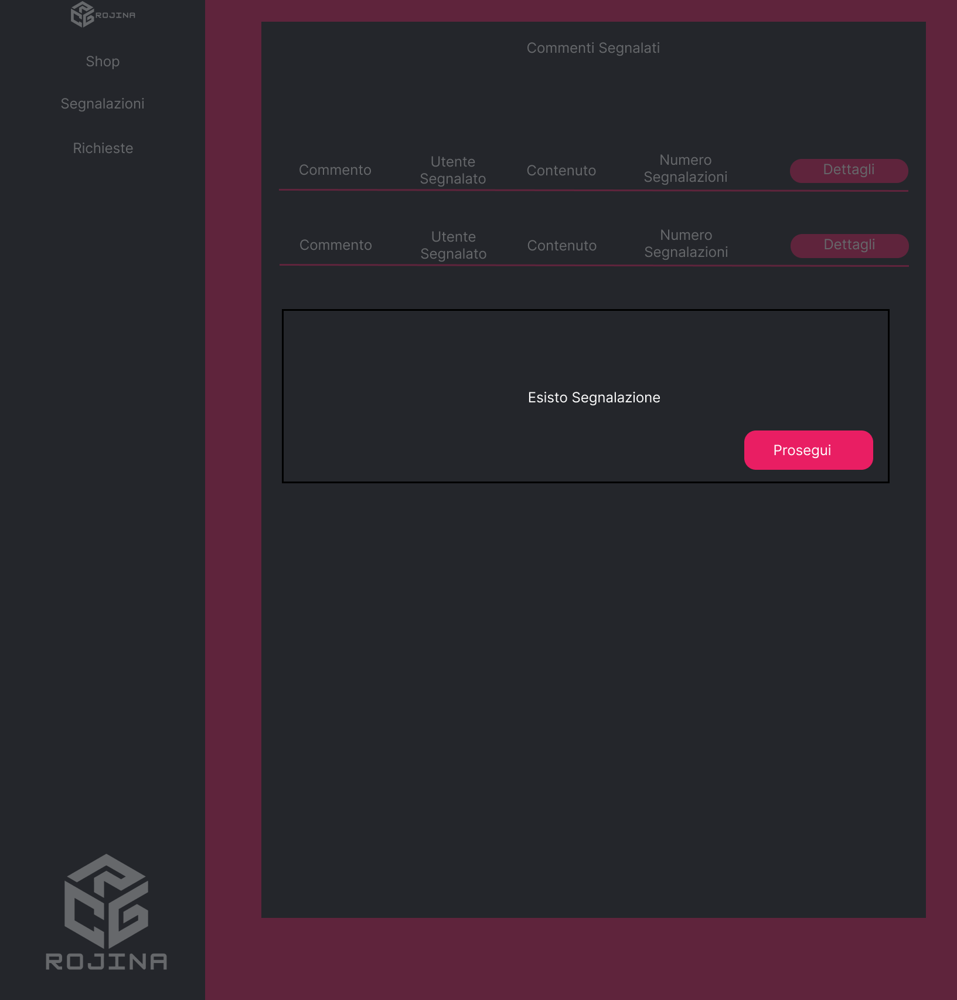 ROJINA
Shop
Segnalazioni
Richieste
Commenti Segnalati
Commento
Utente
Segnalato
Contenuto
Numero
Segnalazioni
Dettagli
Commento
Utente
Segnalato
Contenuto
Numero
Segnalazioni
Dettagli
Esisto Segnalazione
Prosegui
ROJINA